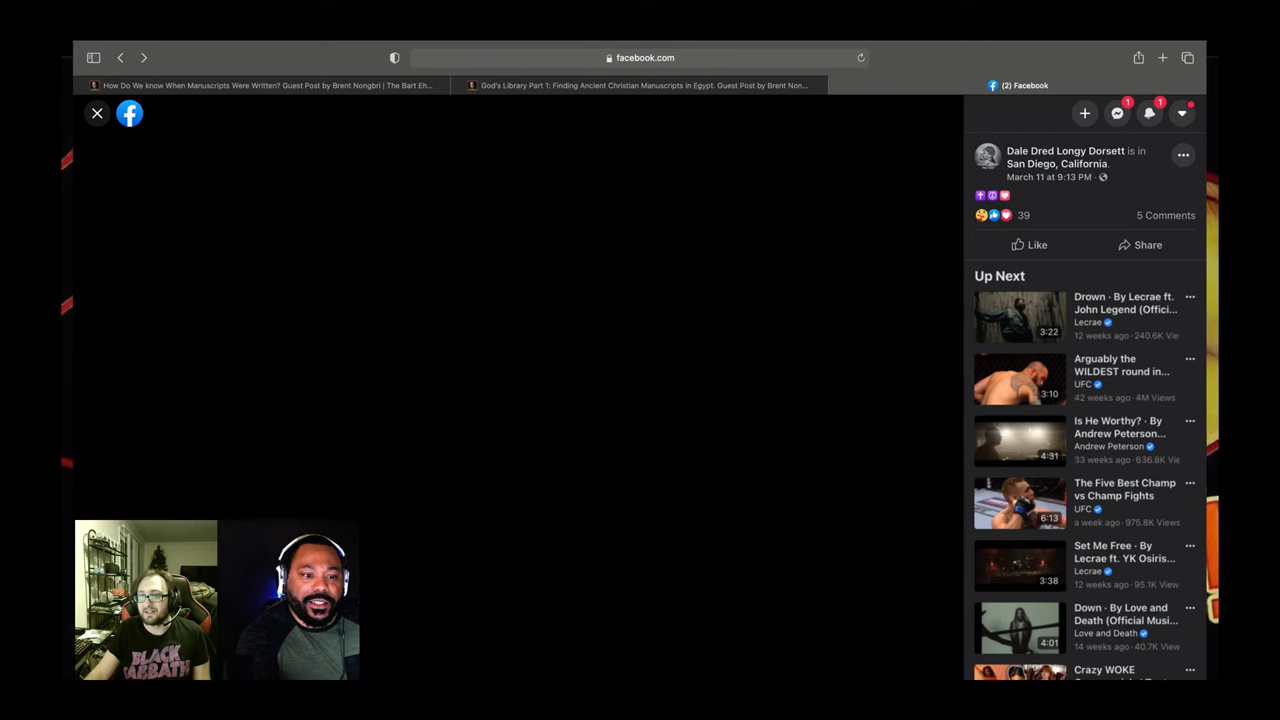 facebook.com
How Do We know When Manuscripts Were Written? Guest Post by Brent Nongbri | The Bart Eh...
God's Library Part 1: Finding Ancient Christian Manuscripts in Egypt. Guest Post by Brent Non...
(2) Facebook
1
1
Dale Dred Longy Dorsett is in
San Diego, California.
March 11 at 9:13 PM
39
5 Comments
Like
Share
Up Next
Drown · By Lecrae ft.
John Legend (Offici...
Lecrae
12 weeks ago · 240.6K Vie
3:22
Arguably the
WILDEST round in...
UFC
42 weeks ago · 4M Views
3:10
Is He Worthy? · By
Andrew Peterson...
Andrew Peterson
33 weeks ago · 636.8K Vie
4:31
The Five Best Champ
vs Champ Fights
UFC
a week ago · 975.8K Views
6:13
Set Me Free · By
Lecrae ft. YK Osiris...
Lecrae
12 weeks ago · 95.1K View
3:38
Down · By Love and
Death (Official Musi...
Love and Death
14 weeks ago · 40.7K View
4:01
Crazy WOKE
BLACK
SABBATH